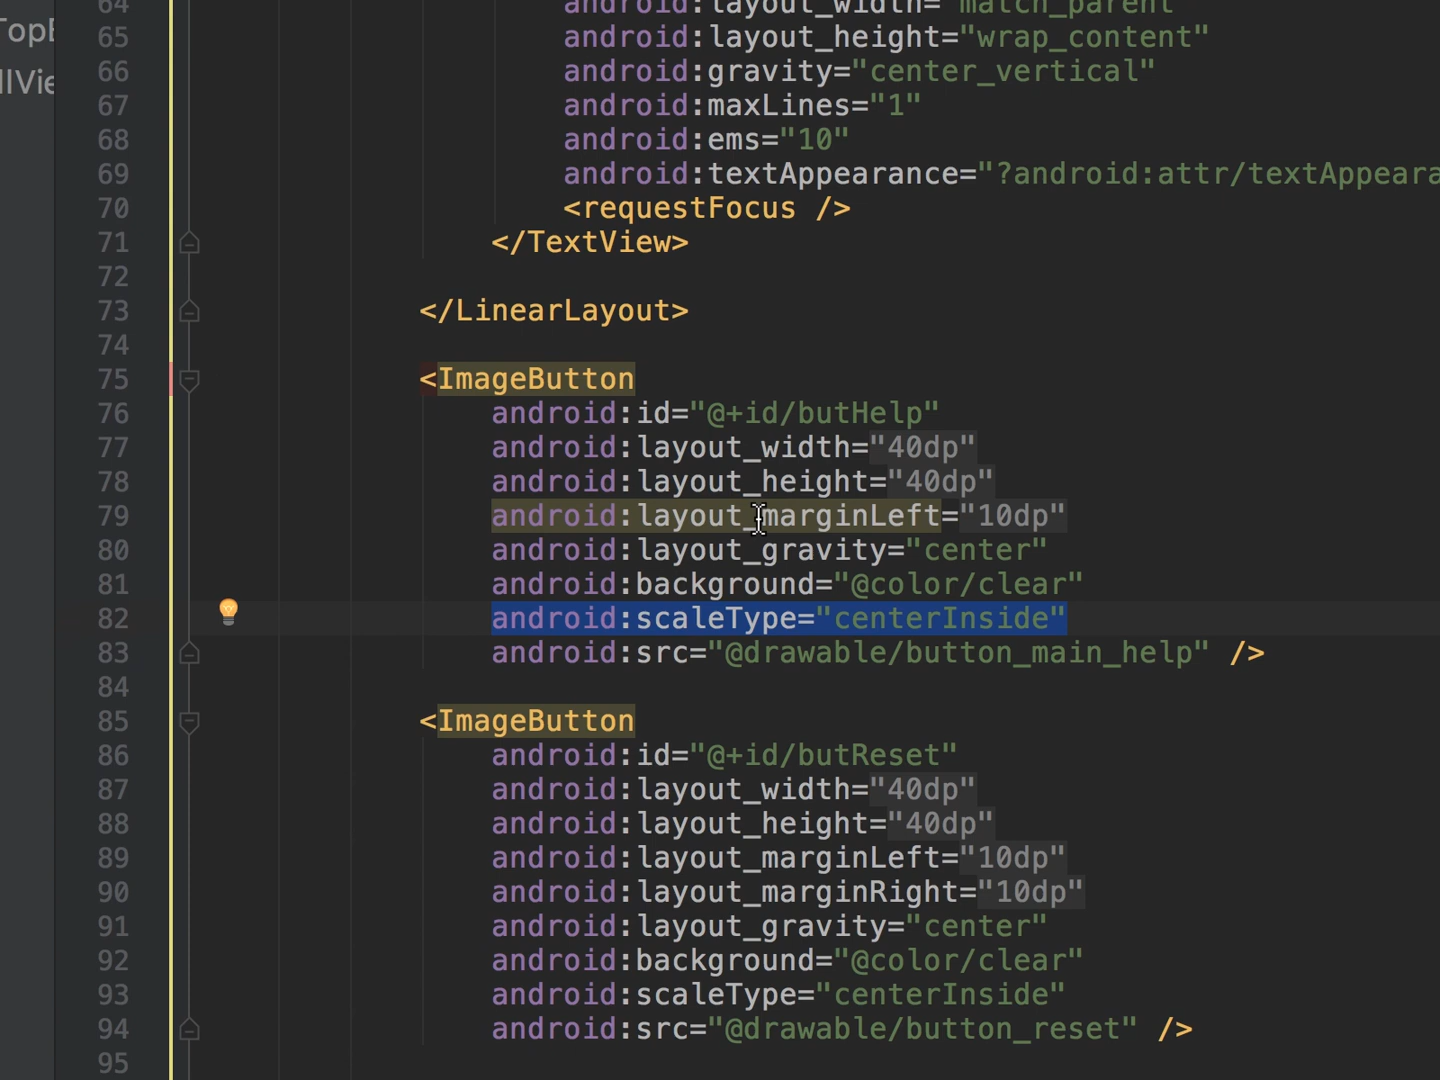 TopB
llVie
64 android:layout_width="match_parent"
65 android:layout_height="wrap_content"
66 android:gravity="center_vertical"
67 android:maxLines="1"
68 android:ems="10"
69 android:textAppearance="?android:attr/textAppeara
70 <requestFocus />
71 </TextView>
72
73 </LinearLayout>
74
75 <ImageButton
76 android:id="@+id/butHelp"
77 android:layout_width="40dp"
78 android:layout_height="40dp"
79 android:layout_marginLeft="10dp"
80 android:layout_gravity="center"
81 android:background="@color/clear"
82 android:scaleType="centerInside"
83 android:src="@drawable/button_main_help" />
84
85 <ImageButton
86 android:id="@+id/butReset"
87 android:layout_width="40dp"
88 android:layout_height="40dp"
89 android:layout_marginLeft="10dp"
90 android:layout_marginRight="10dp"
91 android:layout_gravity="center"
92 android:background="@color/clear"
93 android:scaleType="centerInside"
94 android:src="@drawable/button_reset" />
95